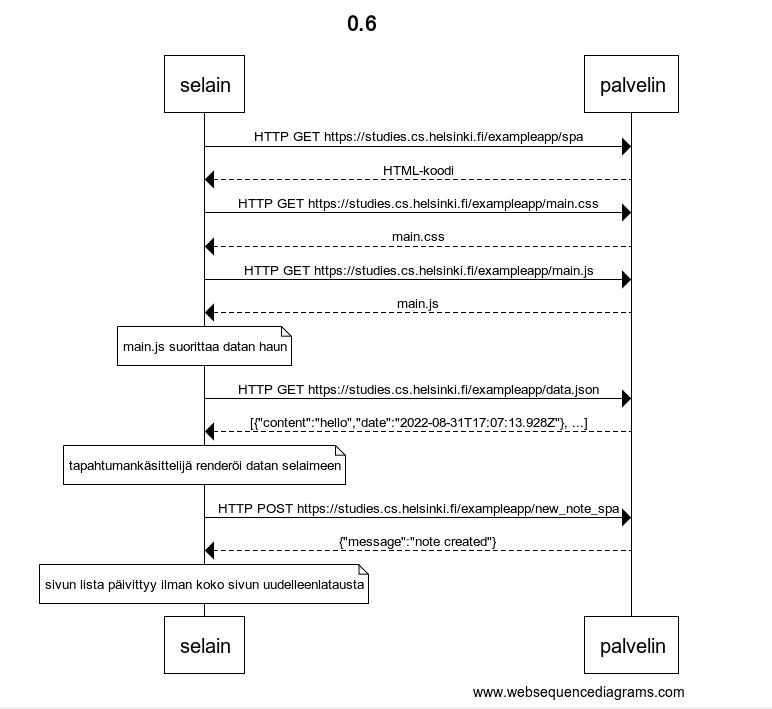 0.6
selain palvelin
HTTP GET https://studies.cs.helsinki.fi/exampleapp/spa
HTML-koodi
HTTP GET https://studies.cs.helsinki.fi/exampleapp/main.css
main.css
HTTP GET https://studies.cs.helsinki.fi/exampleapp/main.js
main.js
main.js suorittaa datan haun
HTTP GET https://studies.cs.helsinki.fi/exampleapp/data.json
[{"content":"hello","date":"2022-08-31T17:07:13.928Z"}, ...]
tapahtumankäsittelijä renderöi datan selaimeen
HTTP POST https://studies.cs.helsinki.fi/exampleapp/new_note_spa
{"message":"note created"}
sivun lista päivittyy ilman koko sivun uudelleenlatausta
selain palvelin
www.websequencediagrams.com